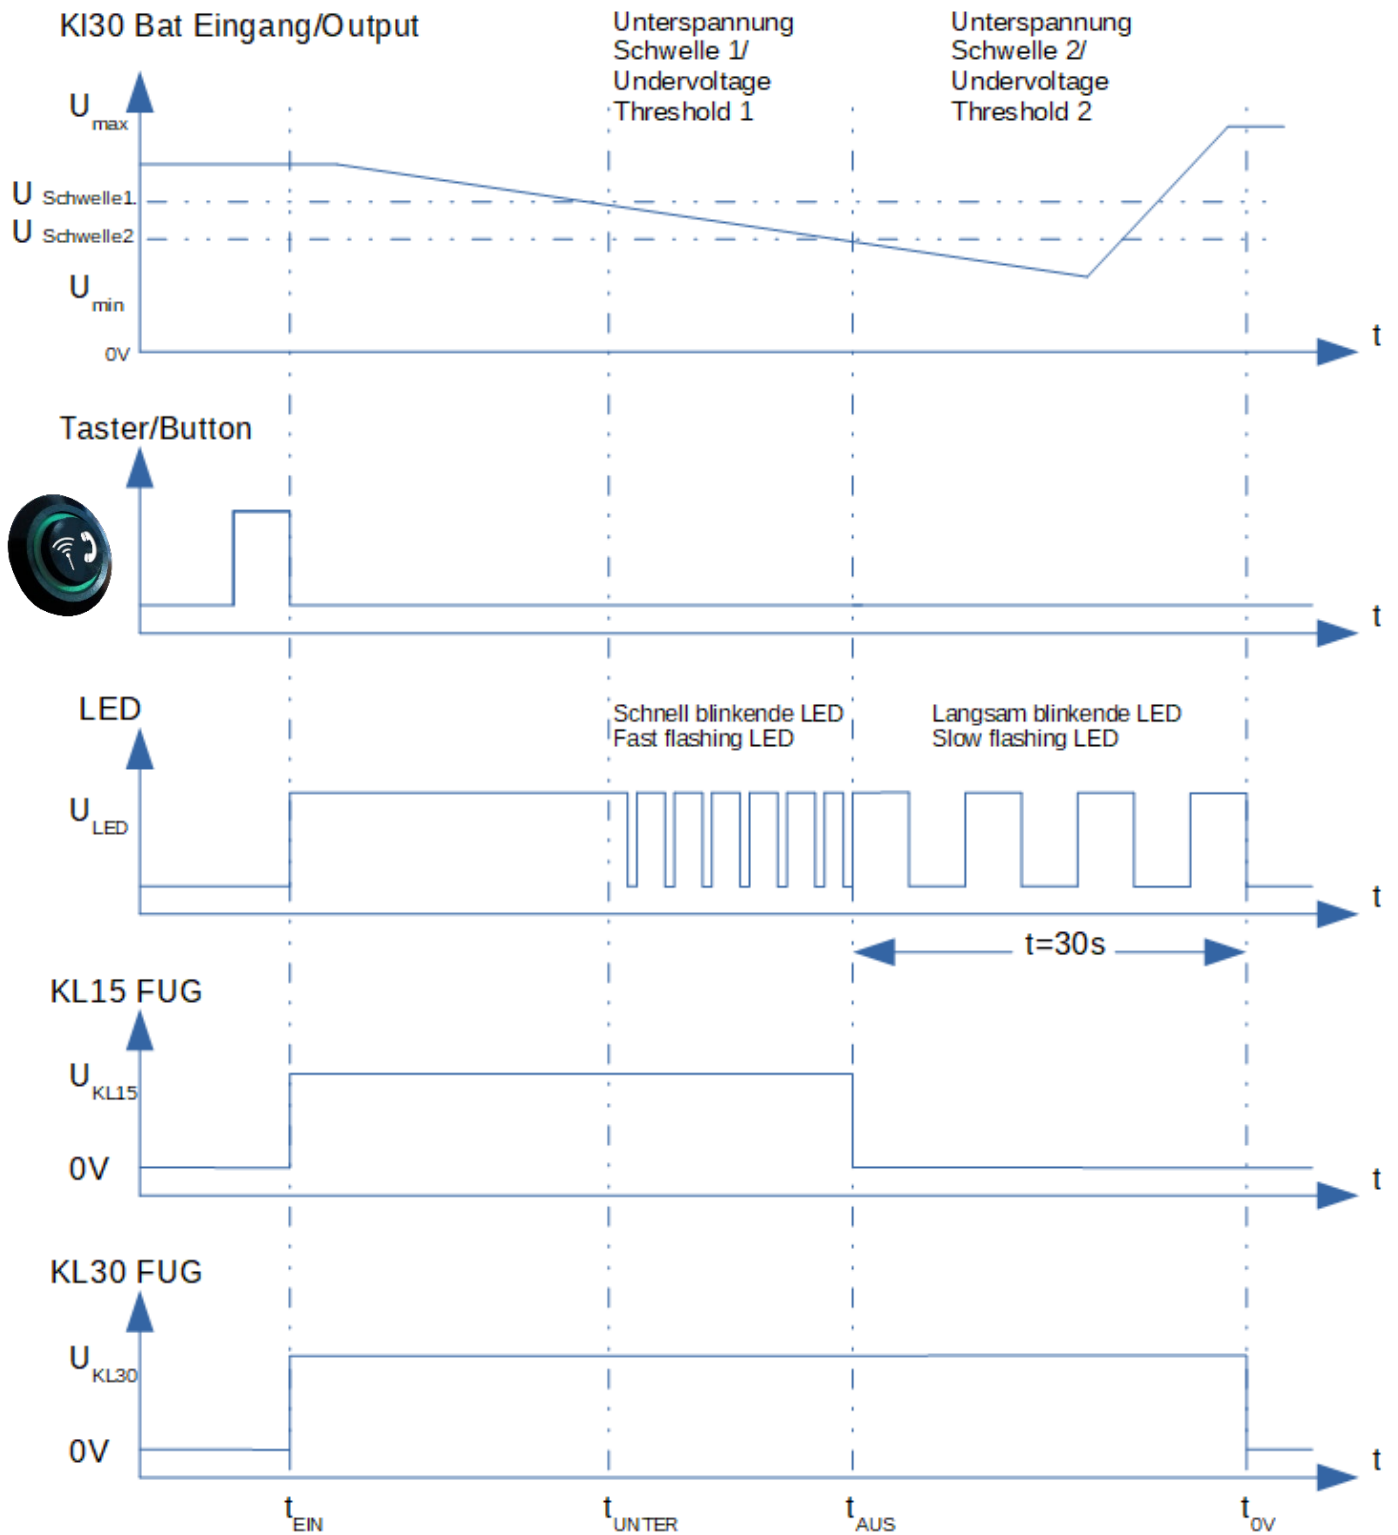 Kl30 Bat Eingang/Output
Unterspannung
Schwelle 1/
Undervoltage
Threshold 1
Unterspannung
Schwelle 2/
Undervoltage
Threshold 2
U max
U Schwelle1.
U Schwelle2
U min
0V
t
Taster/Button
t
LED
Schnell blinkende LED
Fast flashing LED
Langsam blinkende LED
Slow flashing LED
U LED
t
t=30s
KL15 FUG
U KL15
0V
t
KL30 FUG
U KL30
0V
t
t EIN
t UNTER
t AUS
t 0V